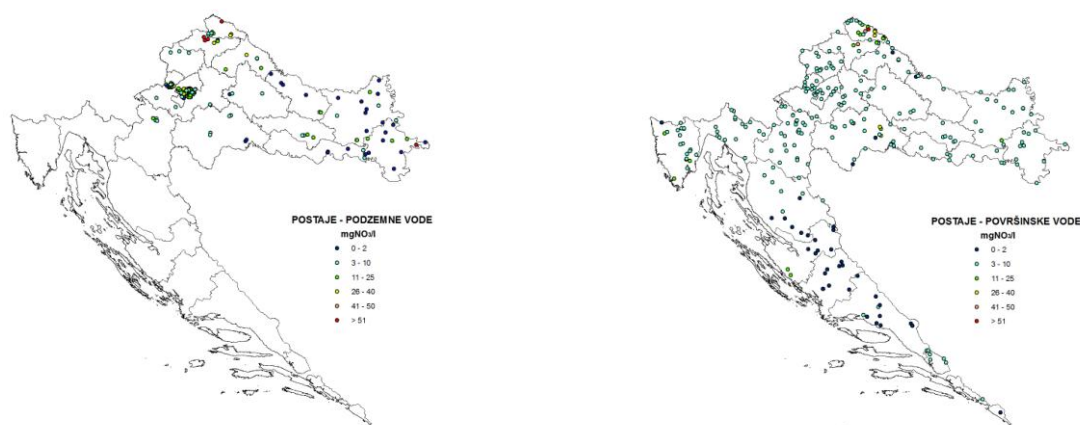 POSTAJE - PODZEMNE VODE
mgNO₃/l
0 - 2
3 - 10
11 - 25
26 - 40
41 - 50
> 51
POSTAJE - POVRŠINSKE VODE
mgNO₃/l
0 - 2
3 - 10
11 - 25
26 - 40
41 - 50
> 51